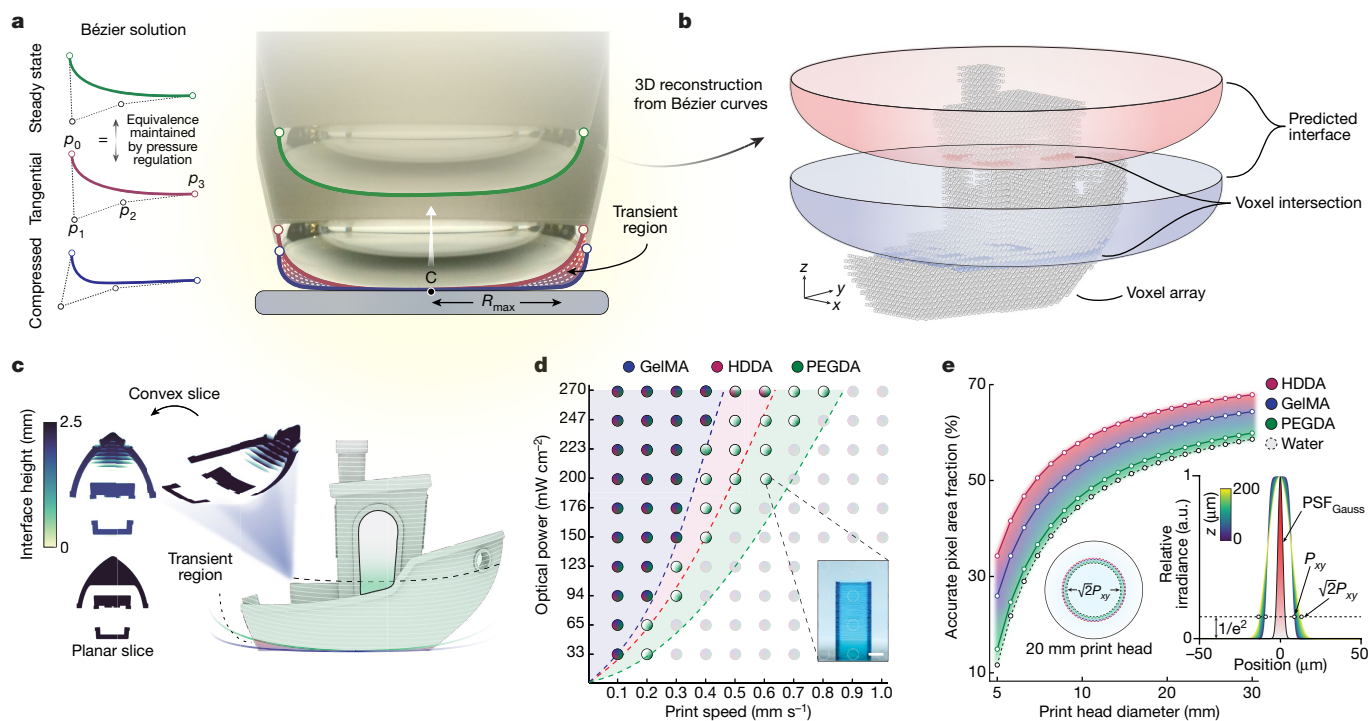 a
Bézier solution
Steady state
Equivalence
maintained
by pressure
regulation
p0 =
Tangential
p3
p2
p1
Compressed
Transient
region
C
Rmax
3D reconstruction
from Bézier curves
b
Predicted
interface
Voxel intersection
Voxel array
z
y
x
c
Convex slice
Interface height (mm)
2.5
0
Transient
region
Planar slice
d
GelMA HDDA PEGDA
Optical power (mW cm−2)
270
247
223
200
176
150
123
94
65
33
0.1 0.2 0.3 0.4 0.5 0.6 0.7 0.8 0.9 1.0
Print speed (mm s−1)
e
Accurate pixel area fraction (%)
70
50
30
10
5 10 20 30
Print head diameter (mm)
HDDA
GelMA
PEGDA
Water
√2Pxy
20 mm print head
Relative
irradiance (a.u.)
1
0
z (μm)
200
0
PSFGauss
Pxy
√2Pxy
1/e2
−50 0 50
Position (μm)